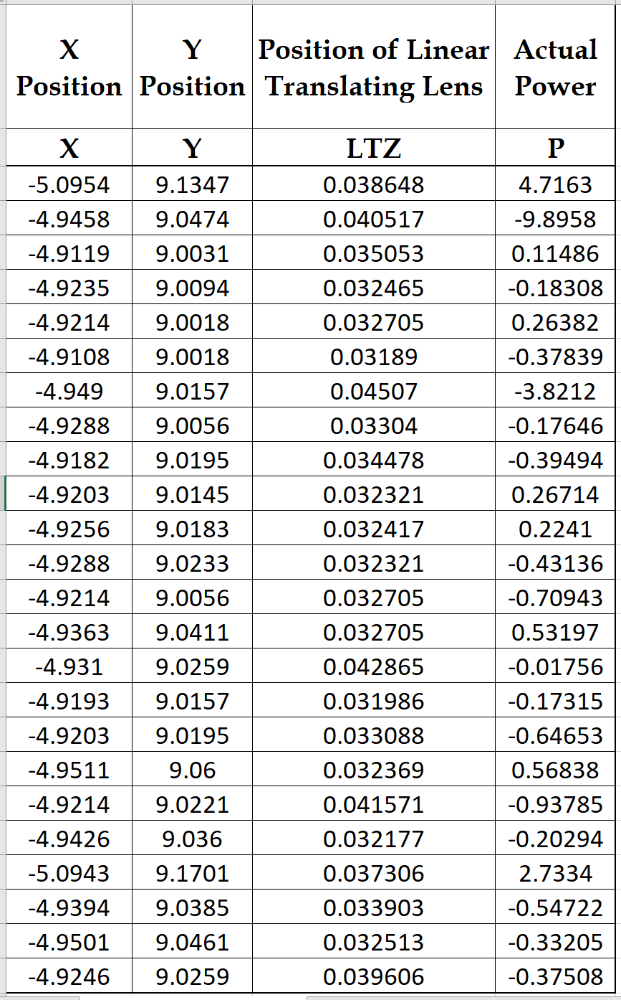 X Position Y Position Position of Linear Translating Lens Actual Power
X Y LTZ P
-5.0954 9.1347 0.038648 4.7163
-4.9458 9.0474 0.040517 -9.8958
-4.9119 9.0031 0.035053 0.11486
-4.9235 9.0094 0.032465 -0.18308
-4.9214 9.0018 0.032705 0.26382
-4.9108 9.0018 0.03189 -0.37839
-4.949 9.0157 0.04507 -3.8212
-4.9288 9.0056 0.03304 -0.17646
-4.9182 9.0195 0.034478 -0.39494
-4.9203 9.0145 0.032321 0.26714
-4.9256 9.0183 0.032417 0.2241
-4.9288 9.0233 0.032321 -0.43136
-4.9214 9.0056 0.032705 -0.70943
-4.9363 9.0411 0.032705 0.53197
-4.931 9.0259 0.042865 -0.01756
-4.9193 9.0157 0.031986 -0.17315
-4.9203 9.0195 0.033088 -0.64653
-4.9511 9.06 0.032369 0.56838
-4.9214 9.0221 0.041571 -0.93785
-4.9426 9.036 0.032177 -0.20294
-5.0943 9.1701 0.037306 2.7334
-4.9394 9.0385 0.033903 -0.54722
-4.9501 9.0461 0.032513 -0.33205
-4.9246 9.0259 0.039606 -0.37508